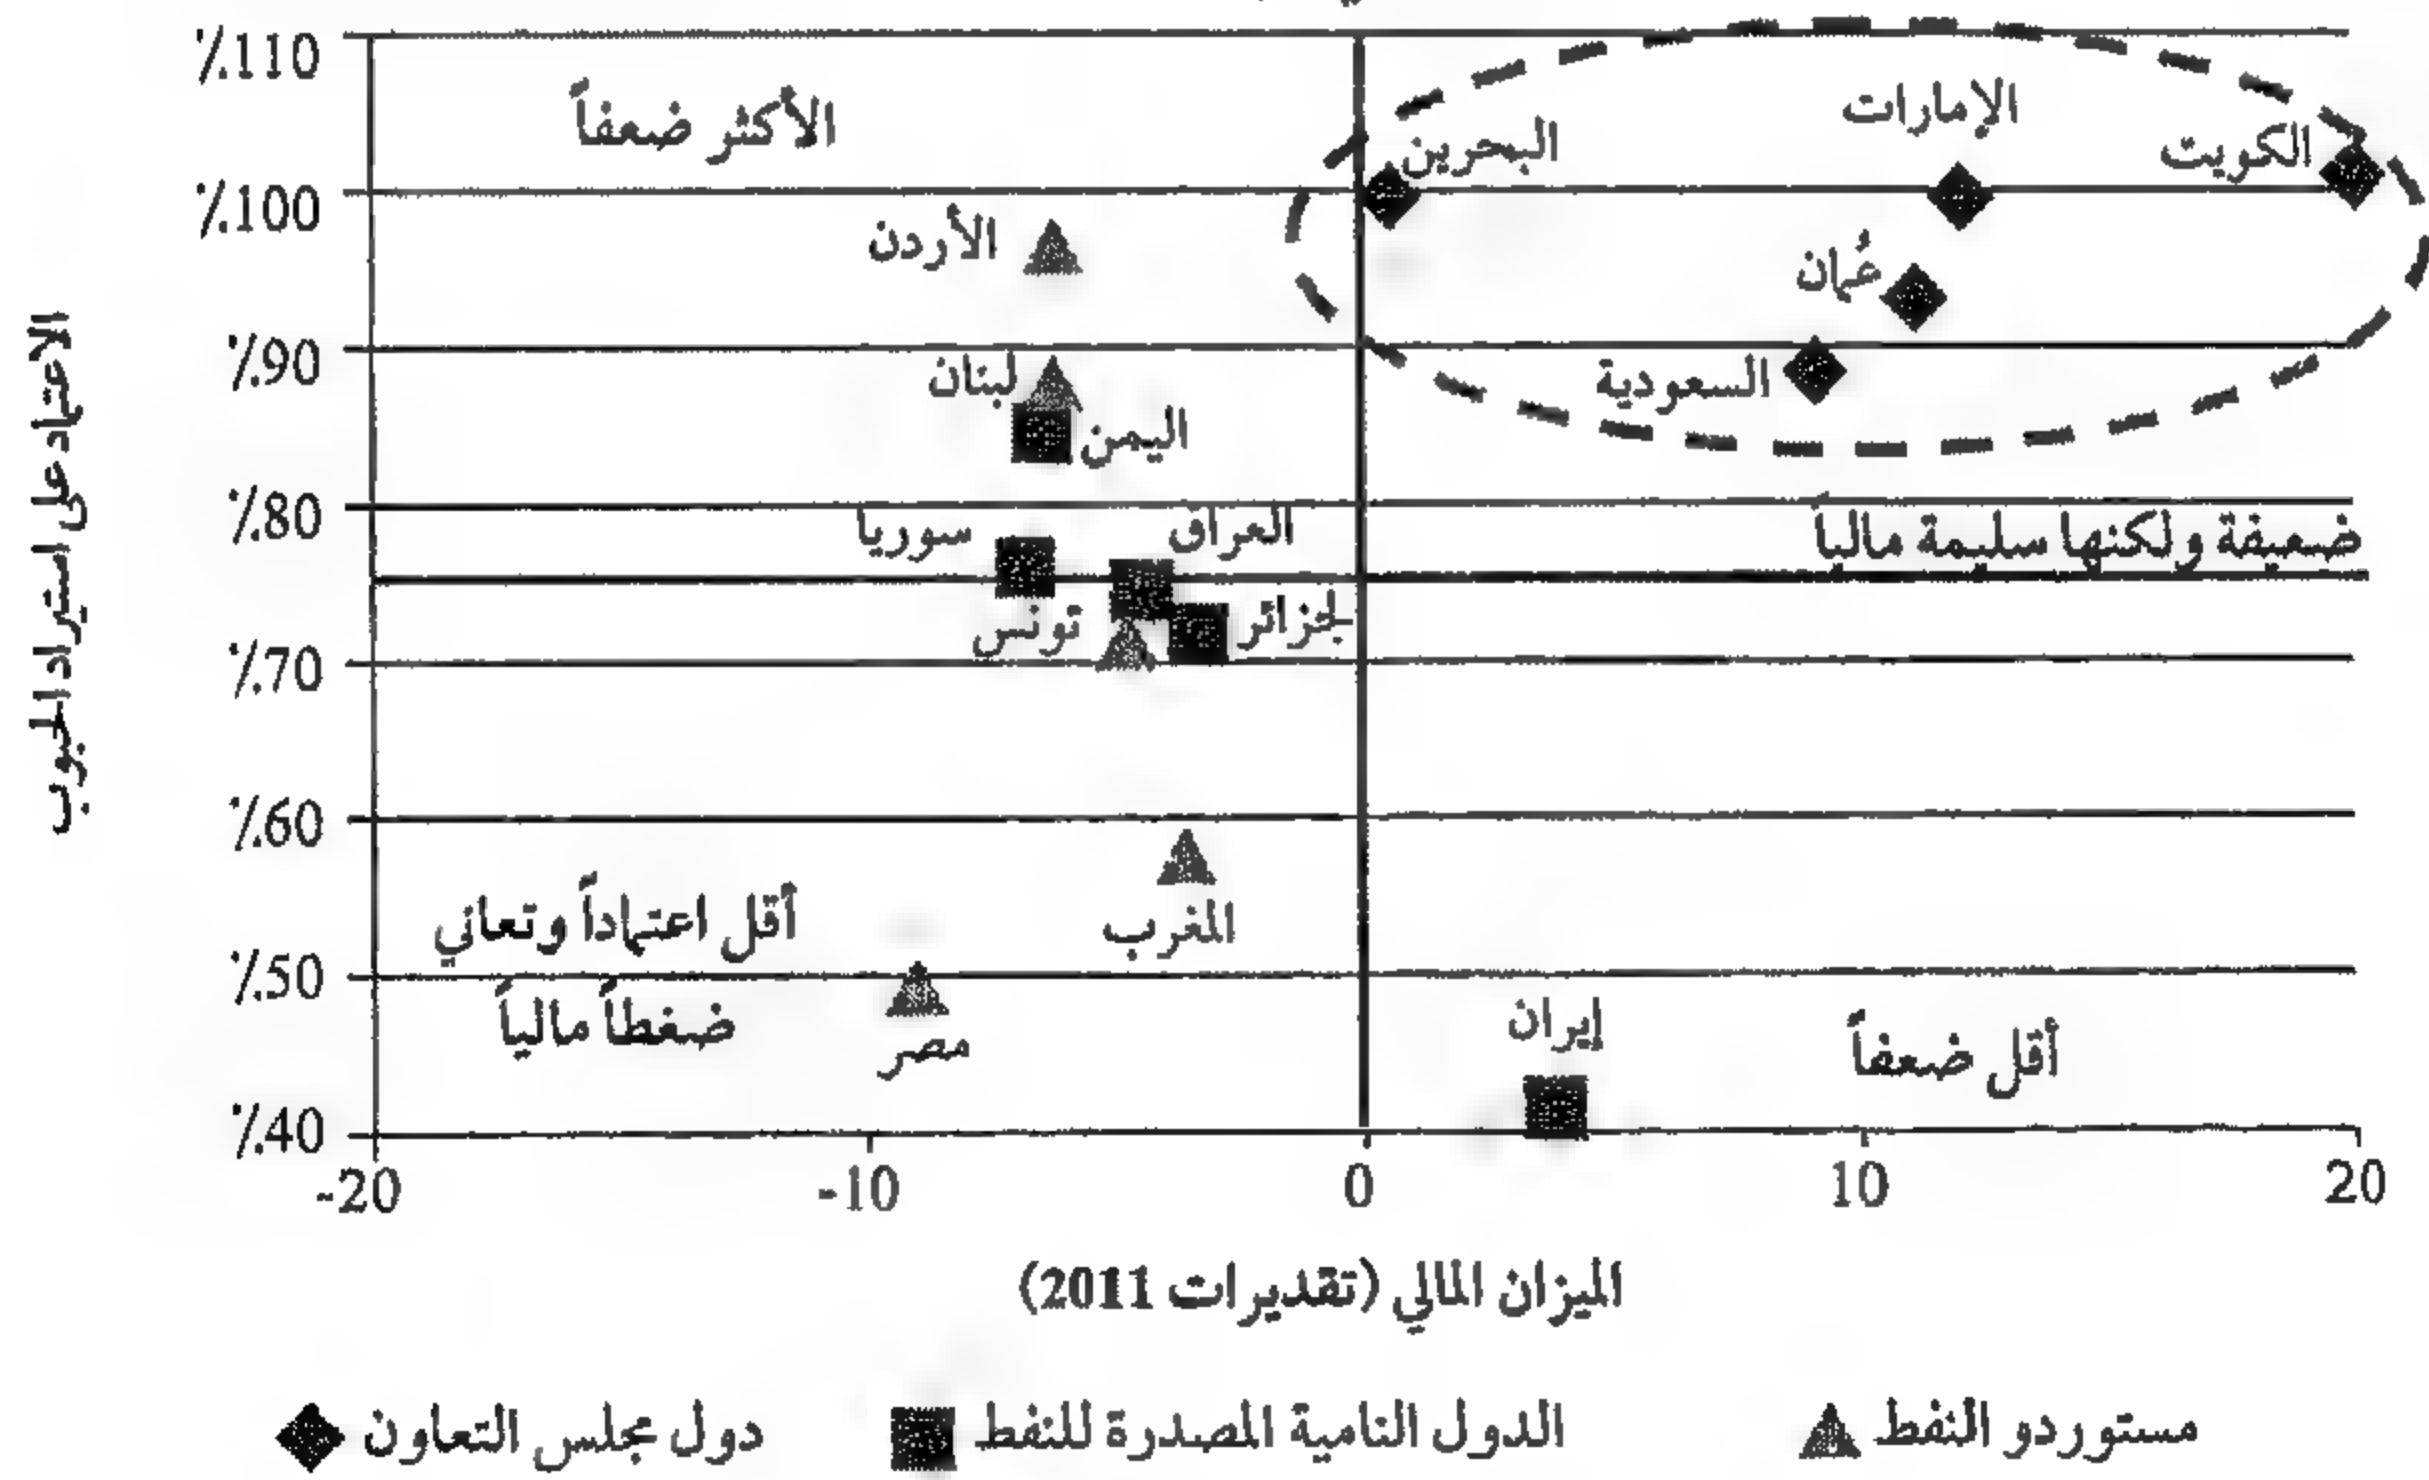 ٪110
الأكثر ضعفاً
الإمارات
البحرين
الكويت
٪100
الأردن
عُمان
٪90
لبنان
السعودية
اليمن
٪80
سوريا
العراق
ضعيفة ولكنها سليمة مالياً
تونس
لجزائر
٪70
الاعتماد على استيراد الحبوب
٪60
المغرب
أقل اعتماداً وتعاني
ضغطاً مالياً
٪50
مصر
إيران
أقل ضعفاً
٪40
-20 -10 0 10 20
الميزان المالي (تقديرات 2011)
دول مجلس التعاون
الدول النامية المصدرة للنفط
مستوردو النفط